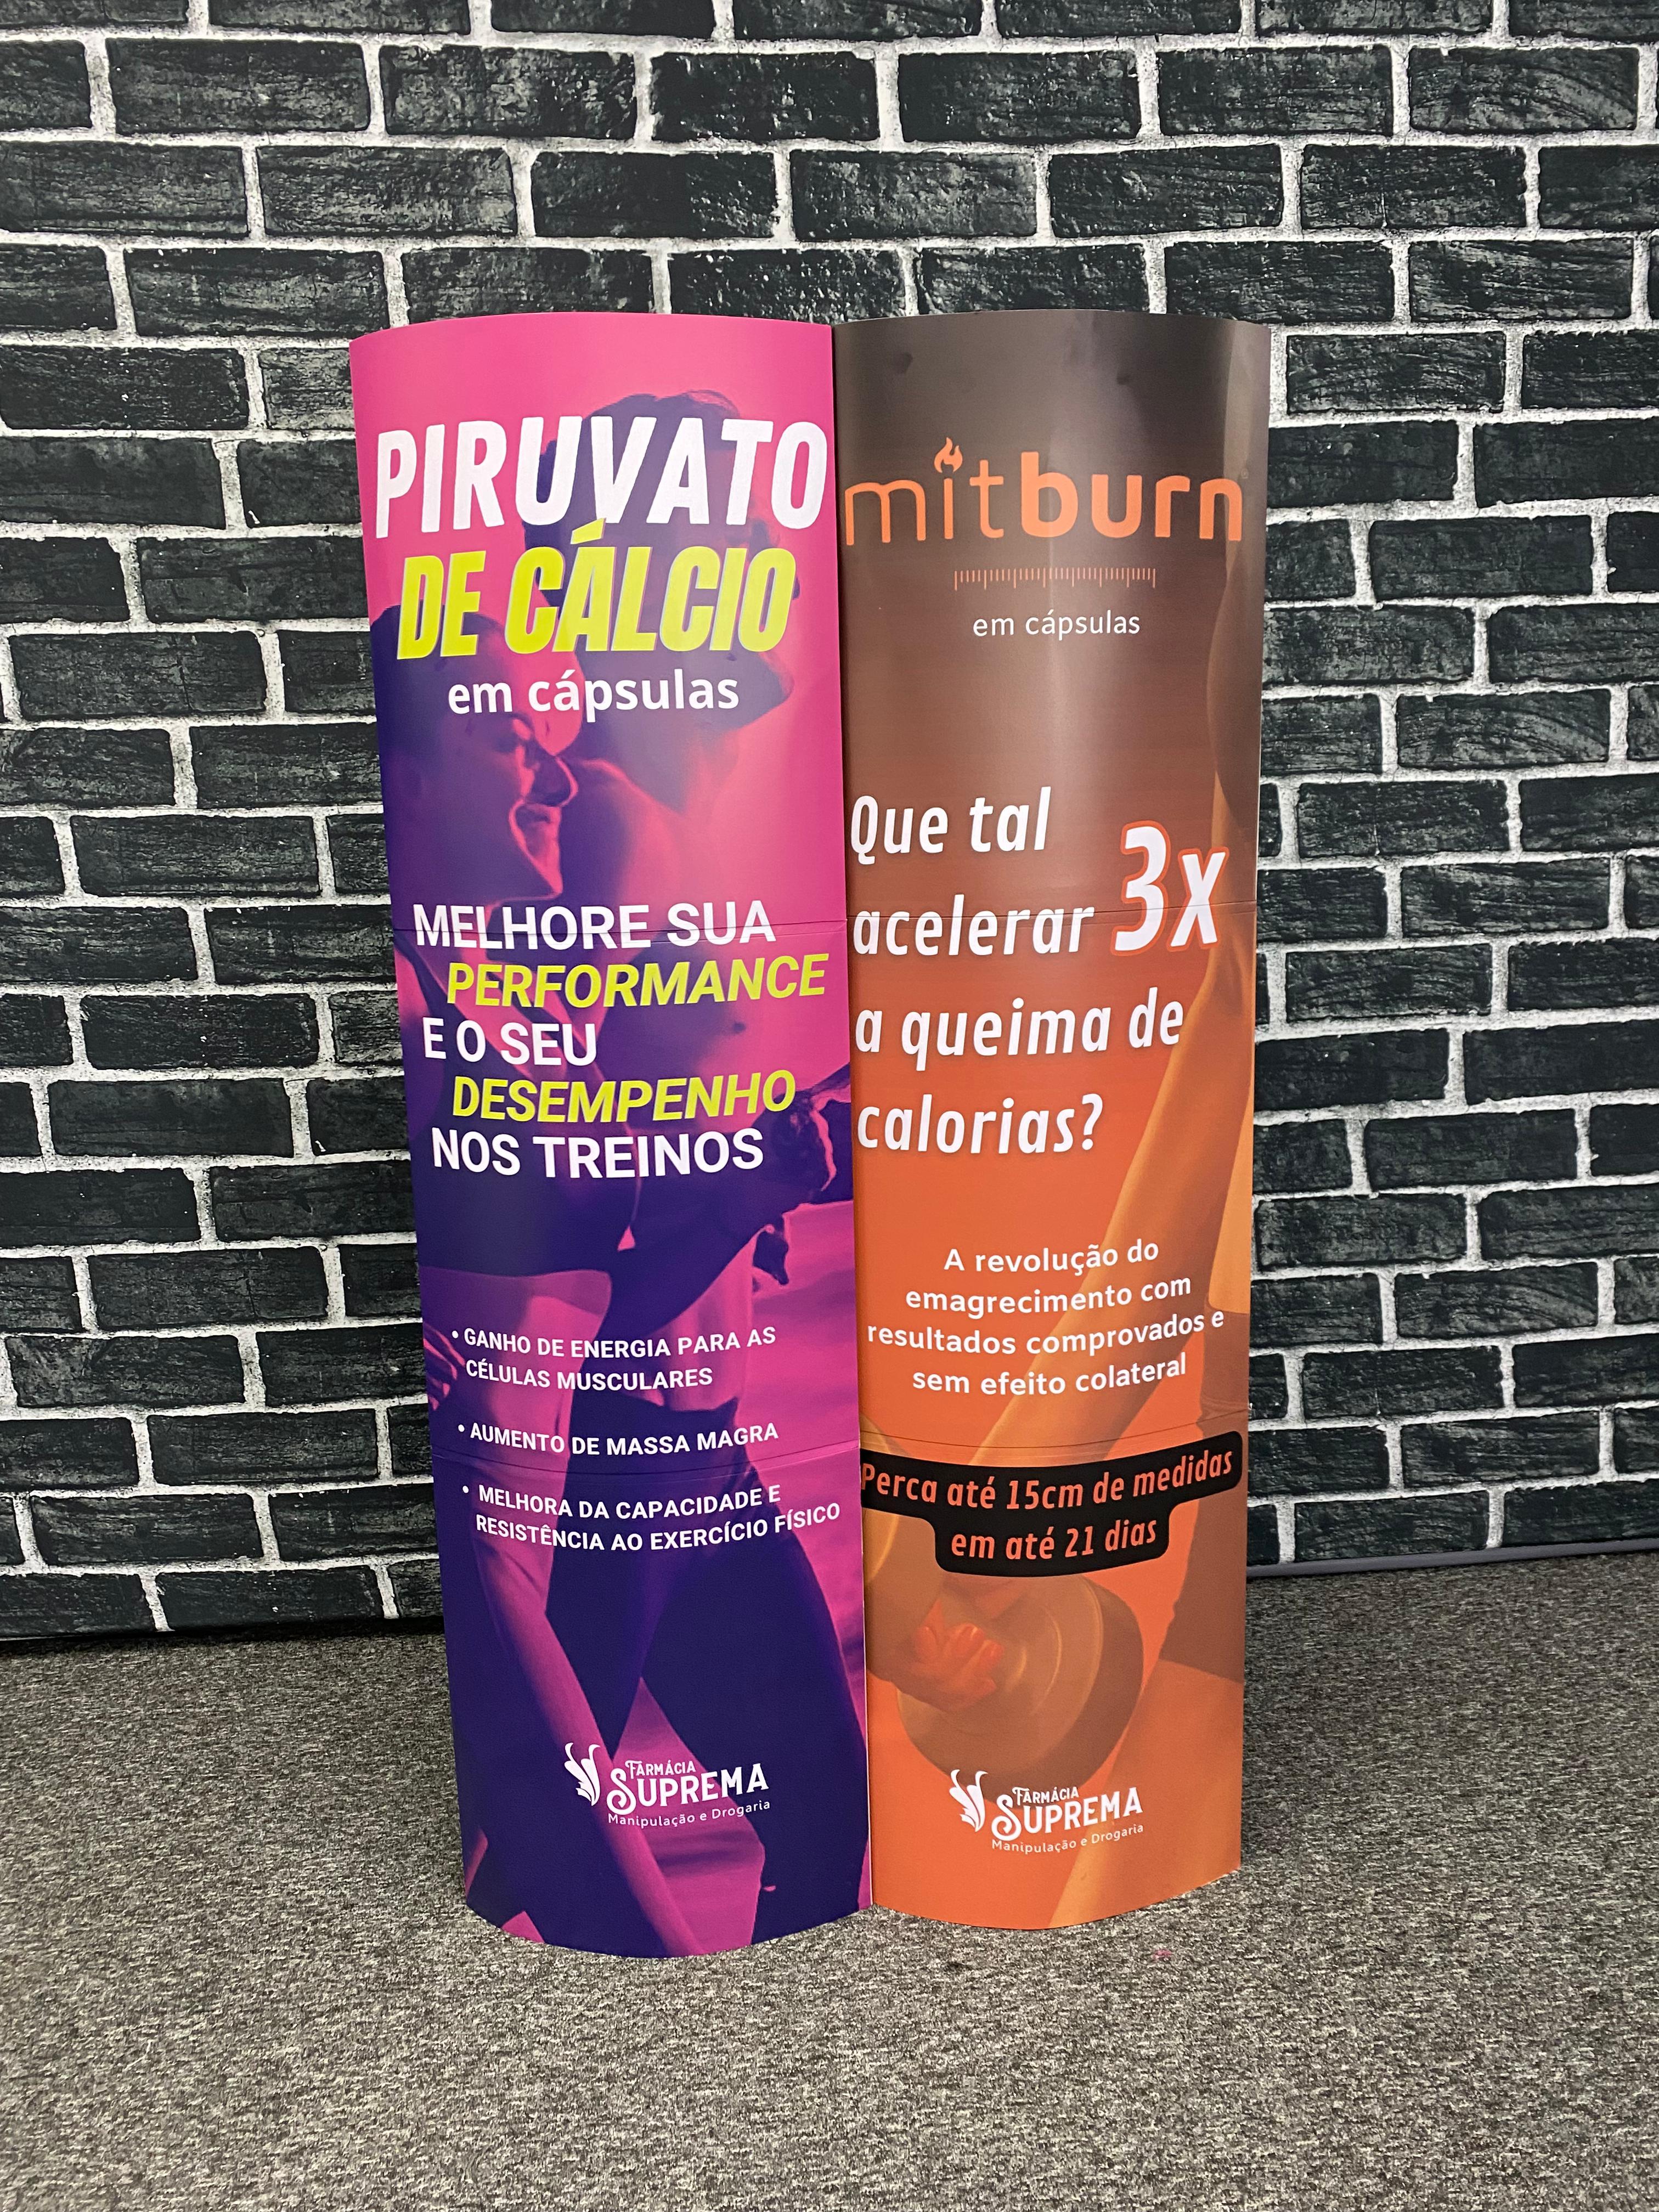 PIRUVATO
DE CÁLCIO
em cápsulas
MELHORE SUA
PERFORMANCE
E O SEU
DESEMPENHO
NOS TREINOS
• GANHO DE ENERGIA PARA AS
CÉLULAS MUSCULARES
• AUMENTO DE MASSA MAGRA
• MELHORA DA CAPACIDADE E
RESISTÊNCIA AO EXERCÍCIO FÍSICO
FARMÁCIA
SUPREMA
Manipulação e Drogaria
mitburn
em cápsulas
Que tal
acelerar 3x
a queima de
calorias?
A revolução do
emagrecimento com
resultados comprovados e
sem efeito colateral
Perca até 15cm de medidas
em até 21 dias
FARMÁCIA
SUPREMA
Manipulação e Drogaria